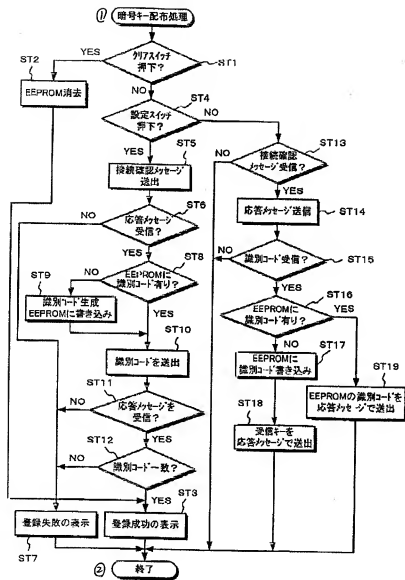 ① 暗号キー配布処理
クリアスイッチ
押下?
ST1
YES
NO
ST2
EEPROM消去
設定スイッチ
押下?
ST4
NO
YES
ST5
接続確認メッセージ
送出
ST13
接続確認
メッセージ受信?
NO
YES
ST6
応答メッセージ
受信?
NO
YES
応答メッセージ送信
ST14
ST8
EEPROMに
識別コード有り?
NO
YES
識別コード受信?
ST15
NO
YES
ST9
識別コード生成
EEPROMに書き込み
ST16
EEPROMに
識別コード有り?
YES
NO
ST10
識別コードを送出
ST17
EEPROMに
識別コード書き込み
ST19
EEPROMの識別コードを
応答メッセージで送出
ST11
応答メッセージを
受信?
NO
YES
ST18
受信キーを
応答メッセージで送出
ST12
識別コード一致?
NO
YES
ST3
登録失敗の表示
ST7
登録成功の表示
② 終了